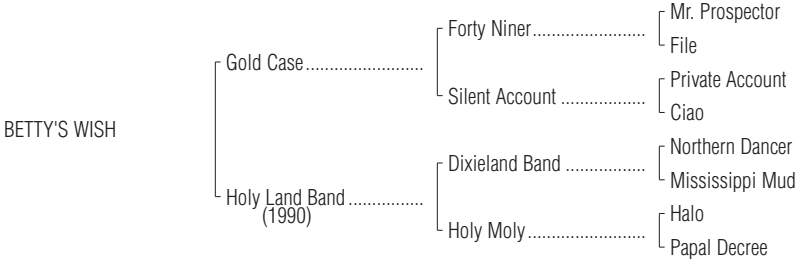 Mr. Prospector
Forty Niner........................
File
Gold Case.........................
Private Account
Silent Account ..................
Ciao
BETTY'S WISH
Northern Dancer
Dixieland Band .................
Mississippi Mud
Holy Land Band ................
(1990)
Halo
Holy Moly.........................
Papal Decree